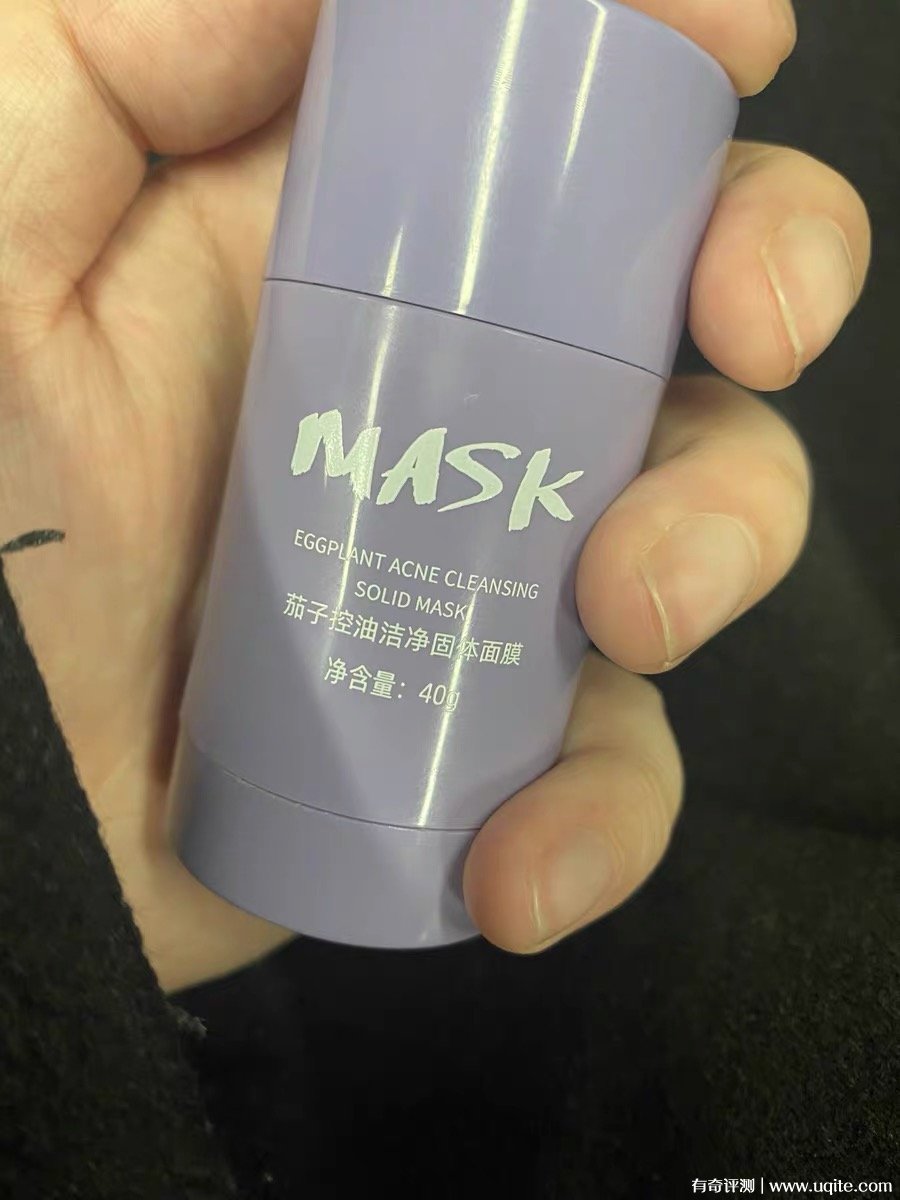 MASK
EGGPLANT ACNE CLEANSING
SOLID MASK
茄子控油洁净固体面膜
净含量：40g
有奇评测 | www.uqite.com